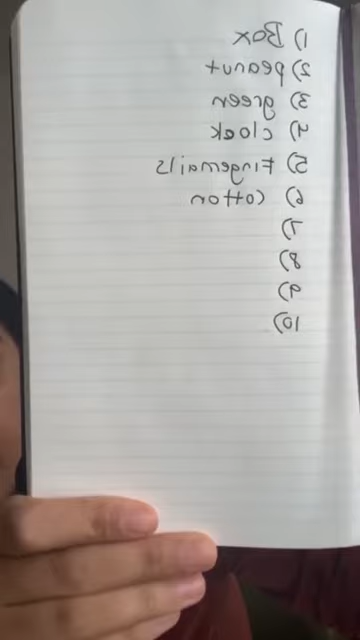 1) Box
2) peanut
3) green
4) clock
5) Fingernails
6) Cotton
7)
8)
9)
10)